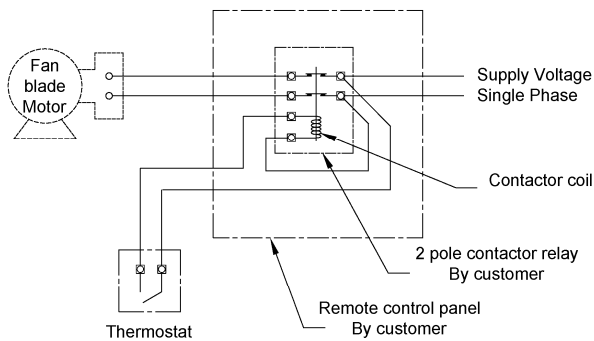 Fan
blade
Motor
Supply Voltage
Single Phase
Contactor coil
2 pole contactor relay
By customer
Remote control panel
By customer
Thermostat